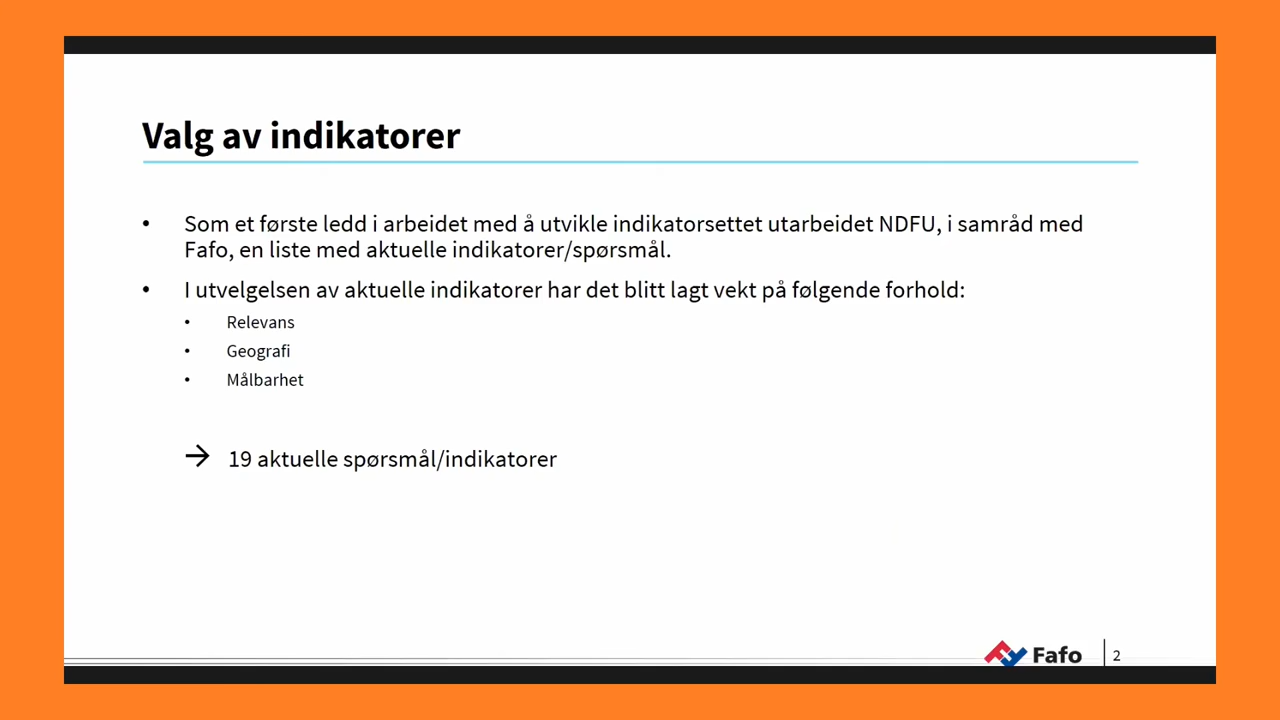 Valg av indikatorer
• Som et første ledd i arbeidet med å utvikle indikatorsettet utarbeidet NDFU, i samråd med
Fafo, en liste med aktuelle indikatorer/spørsmål.
• I utvelgelsen av aktuelle indikatorer har det blitt lagt vekt på følgende forhold:
• Relevans
• Geografi
• Målbarhet
→ 19 aktuelle spørsmål/indikatorer
Fafo 2